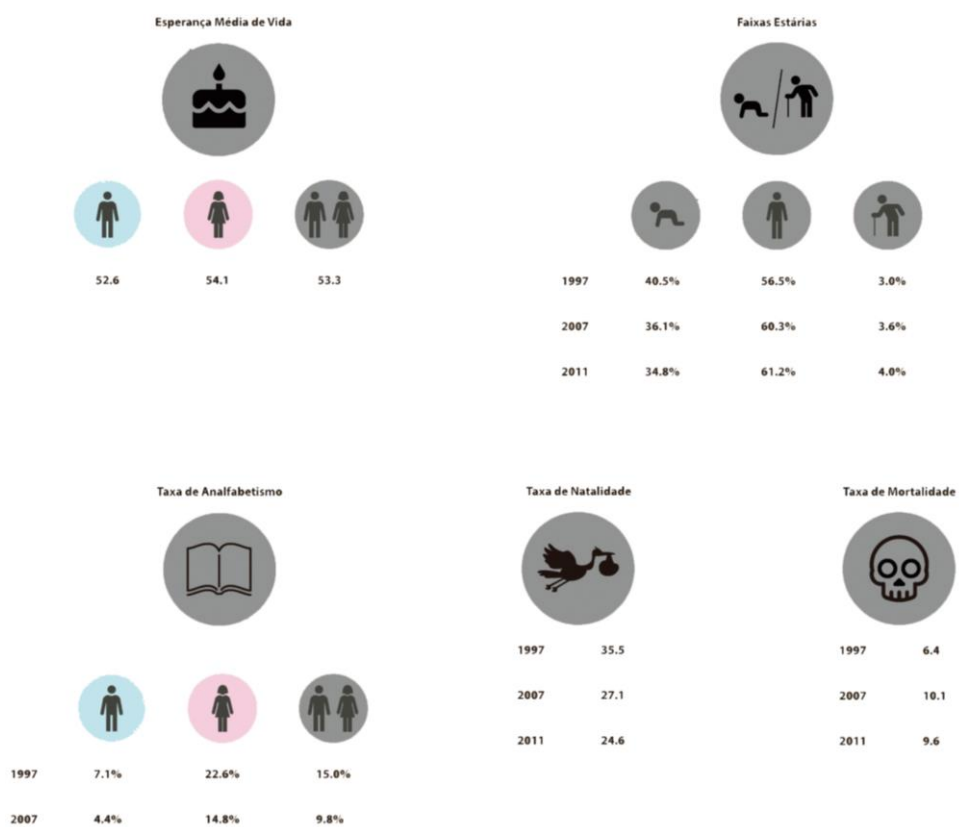 Esperança Média de Vida
52.6 54.1 53.3
Faixas Estárias
1997 40.5% 56.5% 3.0%
2007 36.1% 60.3% 3.6%
2011 34.8% 61.2% 4.0%
Taxa de Analfabetismo
1997 7.1% 22.6% 15.0%
2007 4.4% 14.8% 9.8%
Taxa de Natalidade
1997 35.5
2007 27.1
2011 24.6
Taxa de Mortalidade
1997 6.4
2007 10.1
2011 9.6